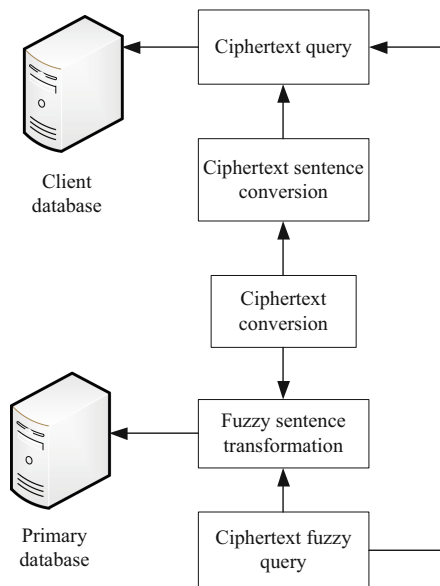 Ciphertext query
Client
database
Ciphertext sentence
conversion
Ciphertext
conversion
Fuzzy sentence
transformation
Primary
database
Ciphertext fuzzy
query